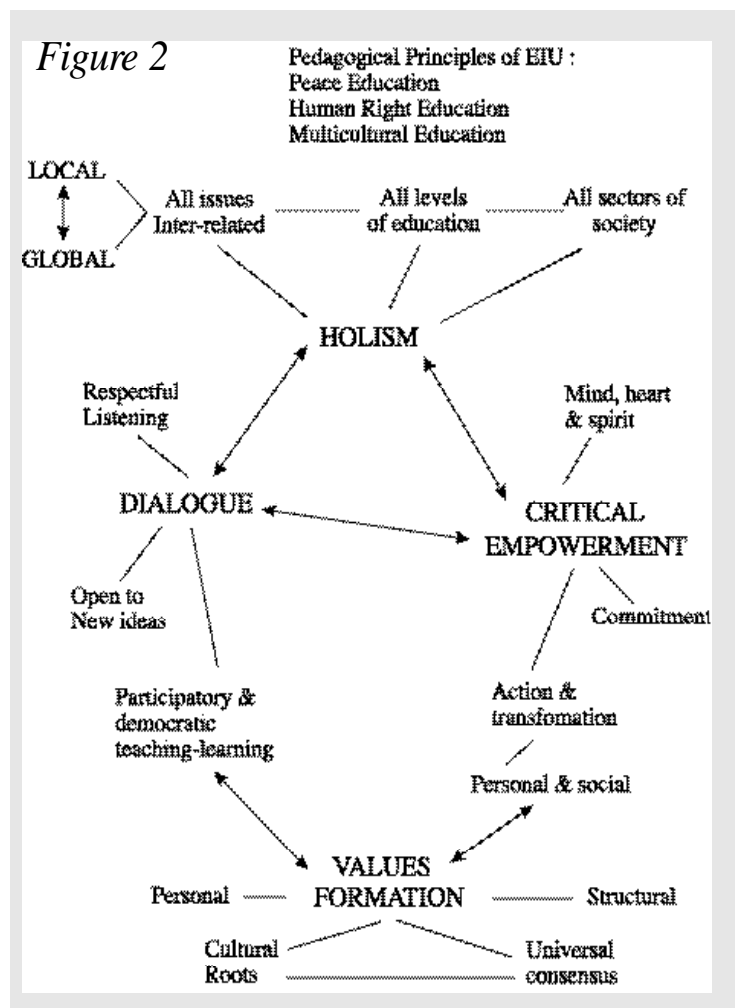 Figure 2
Pedagogical Principles of EIU :
Peace Education
Human Right Education
Multicultural Education
LOCAL
GLOBAL
All issues
Inter-related
All levels
of education
All sectors of
society
HOLISM
Respectful
Listening
Mind, heart
& spirit
DIALOGUE
CRITICAL
EMPOWERMENT
Open to
New ideas
Commitment
Participatory &
democratic
teaching-learning
Action &
transfomation
Personal & social
VALUES
FORMATION
Personal
Structural
Cultural
Roots
Universal
consensus